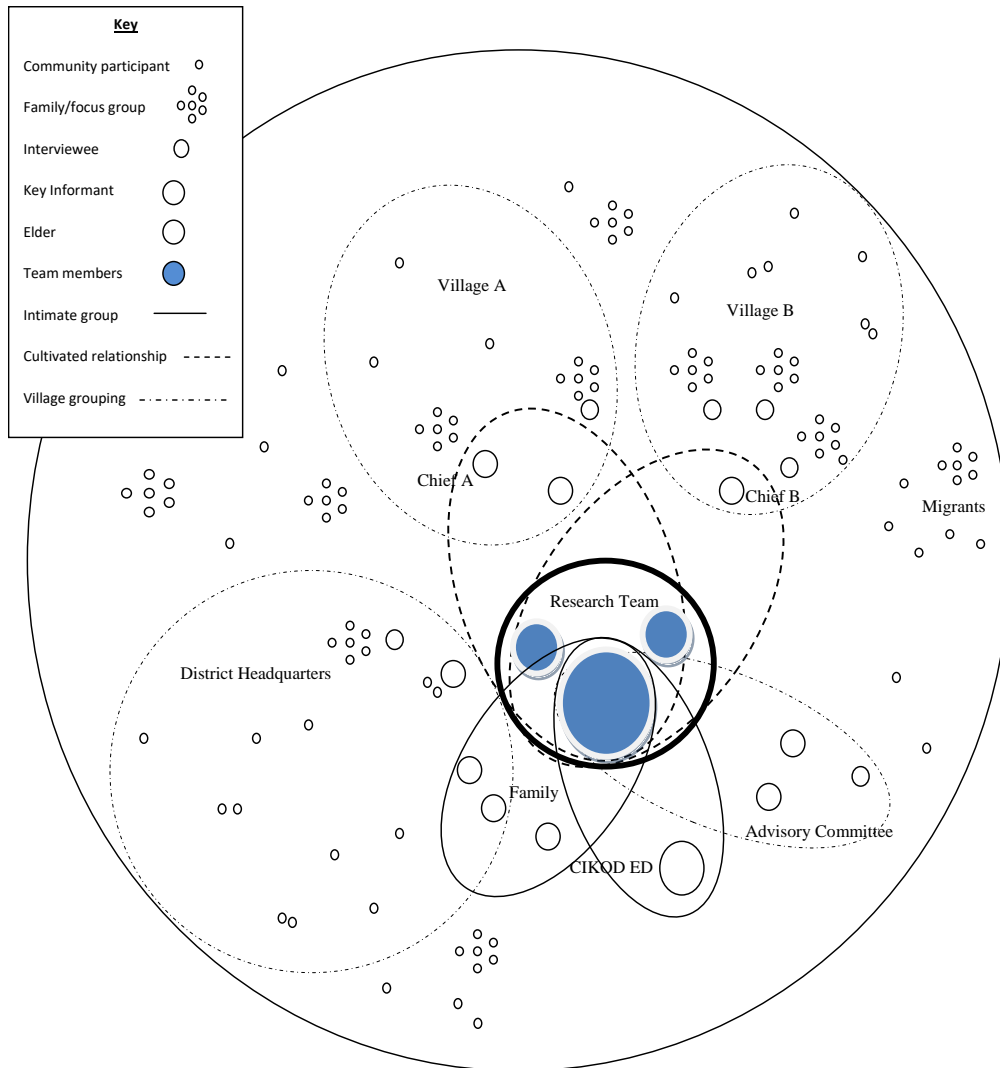 Key
Community participant
Family/focus group
Interviewee
Key Informant
Elder
Team members
Intimate group
Cultivated relationship
Village grouping
Village A
Village B
Chief A
Chief B
Migrants
Research Team
District Headquarters
Family
Advisory Committee
CIKOD ED